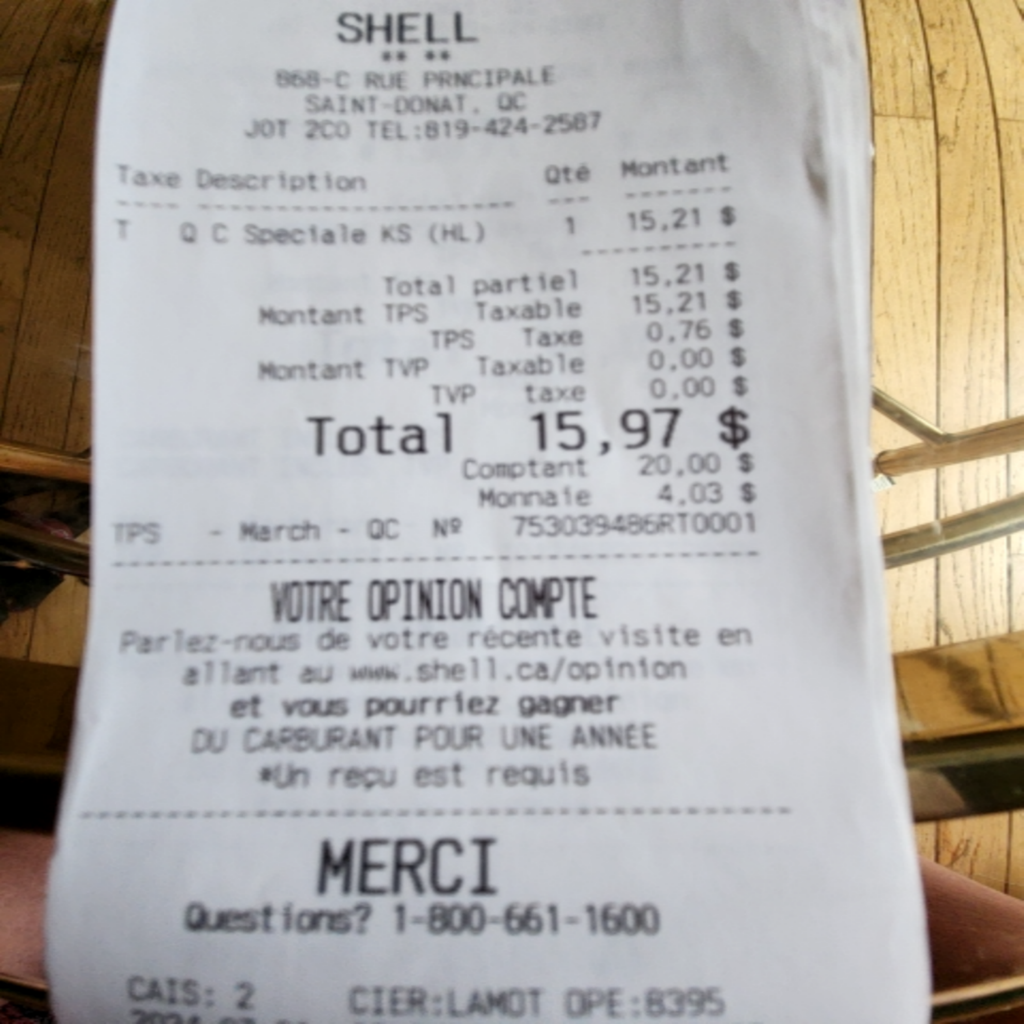 SHELL
** **
868-C RUE PRNCIPALE
SAINT-DONAT, QC
J0T 2C0 TEL:819-424-2587
Taxe Description Qté Montant
T Q C Speciale KS (HL) 1 15,21 $
Total partiel 15,21 $
Montant TPS Taxable 15,21 $
TPS Taxe 0,76 $
Montant TVP Taxable 0,00 $
TVP taxe 0,00 $
Total 15,97 $
Comptant 20,00 $
Monnaie 4,03 $
TPS - March - QC Nº 753039486RT0001
VOTRE OPINION COMPTE
Parlez-nous de votre récente visite en
allant au www.shell.ca/opinion
et vous pourriez gagner
DU CARBURANT POUR UNE ANNÉE
*Un reçu est requis
MERCI
Questions? 1-800-661-1600
CAIS: 2 CIER:LAMOT OPE:8395